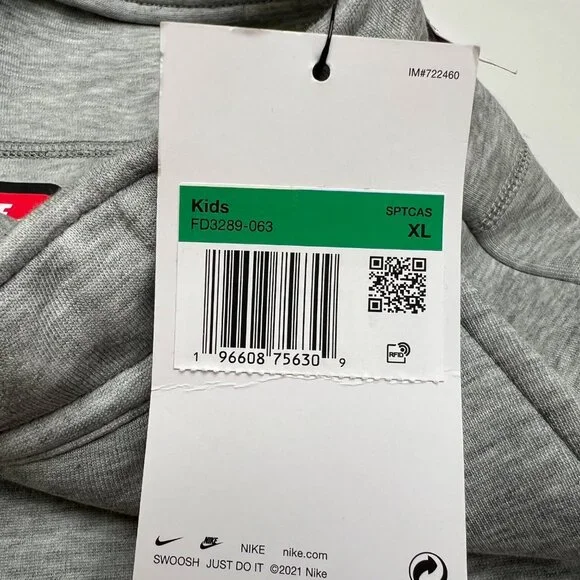 IM#722460
Kids SPTCAS
FD3289-063 XL
1 96608 75630 9
RFID
NIKE nike.com
SWOOSH JUST DO IT ©2021 Nike